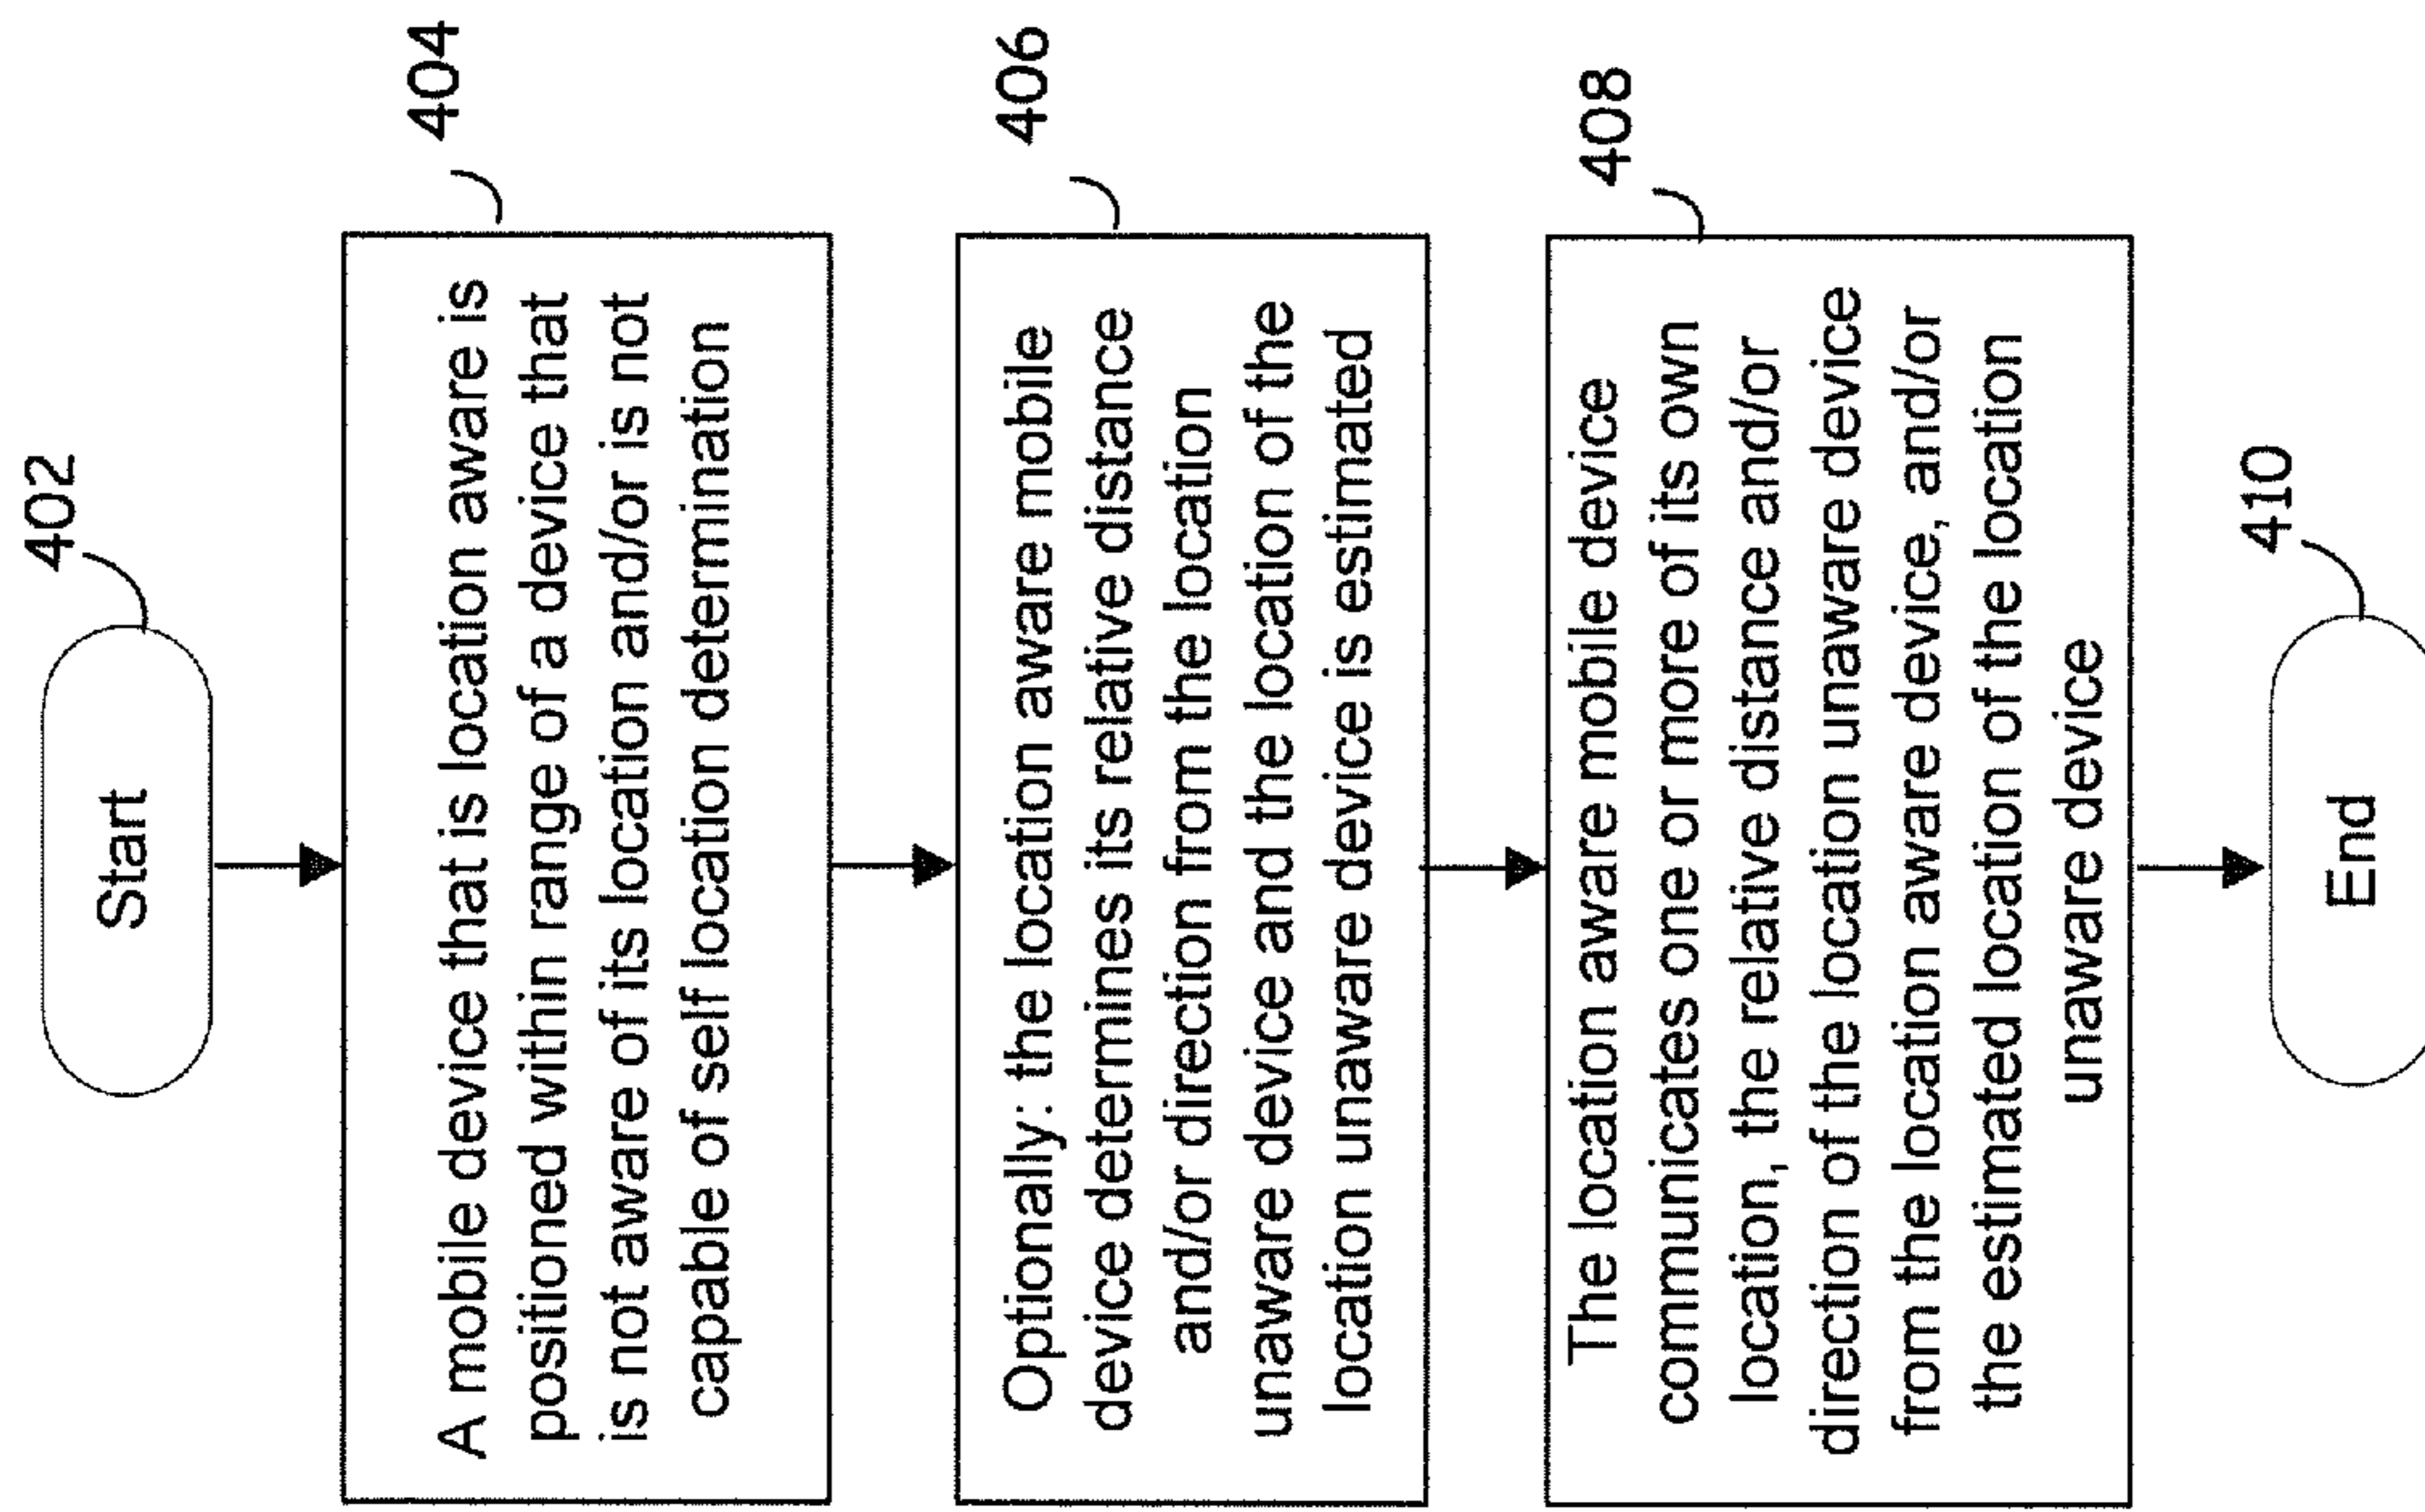 402
Start
404
A mobile device that is location aware is
positioned within range of a device that
is not aware of its location and/or is not
capable of self location determination
406
Optionally: the location aware mobile
device determines its relative distance
and/or direction from the location
unaware device and the location of the
location unaware device is estimated
408
The location aware mobile device
communicates one or more of its own
location, the relative distance and/or
direction of the location unaware device
from the location aware device, and/or
the estimated location of the location
unaware device
410
End